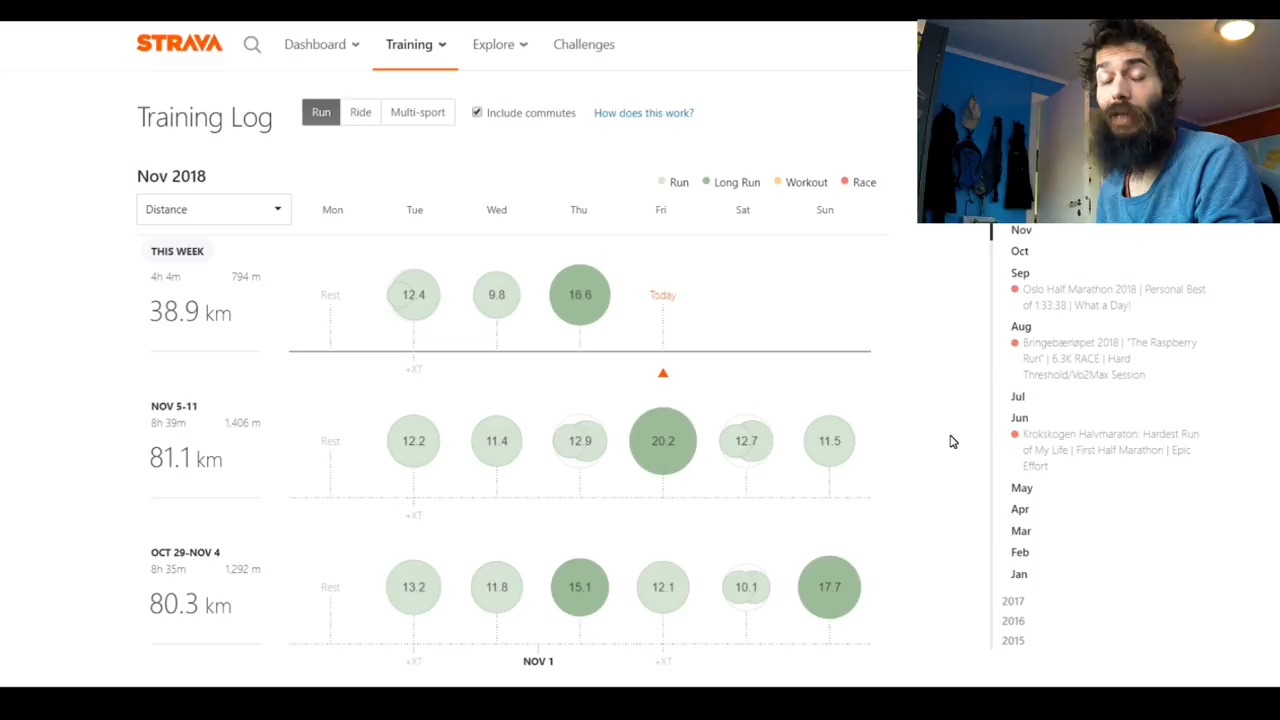 STRAVA Dashboard Training Explore Challenges
Training Log Run Ride Multi-sport Include commutes How does this work?
Nov 2018
Run Long Run Workout Race
Distance Mon Tue Wed Thu Fri Sat Sun
THIS WEEK
4h 4m 794 m
38.9 km
Rest 12.4 9.8 16.6 Today
+XT
NOV 5-11
8h 39m 1,406 m
81.1 km
Rest 12.2 11.4 12.9 20.2 12.7 11.5
+XT
OCT 29-NOV 4
8h 35m 1,292 m
80.3 km
Rest 13.2 11.8 15.1 12.1 10.1 17.7
+XT NOV 1 +XT
Nov
Oct
Sep
Oslo Half Marathon 2018 | Personal Best
of 1:33:38 | What a Day!
Aug
Bringebærløpet 2018 | "The Raspberry
Run" | 6.3K RACE | Hard
Threshold/Vo2Max Session
Jul
Jun
Krokskogen Halvmaraton: Hardest Run
of My Life | First Half Marathon | Epic
Effort
May
Apr
Mar
Feb
Jan
2017
2016
2015